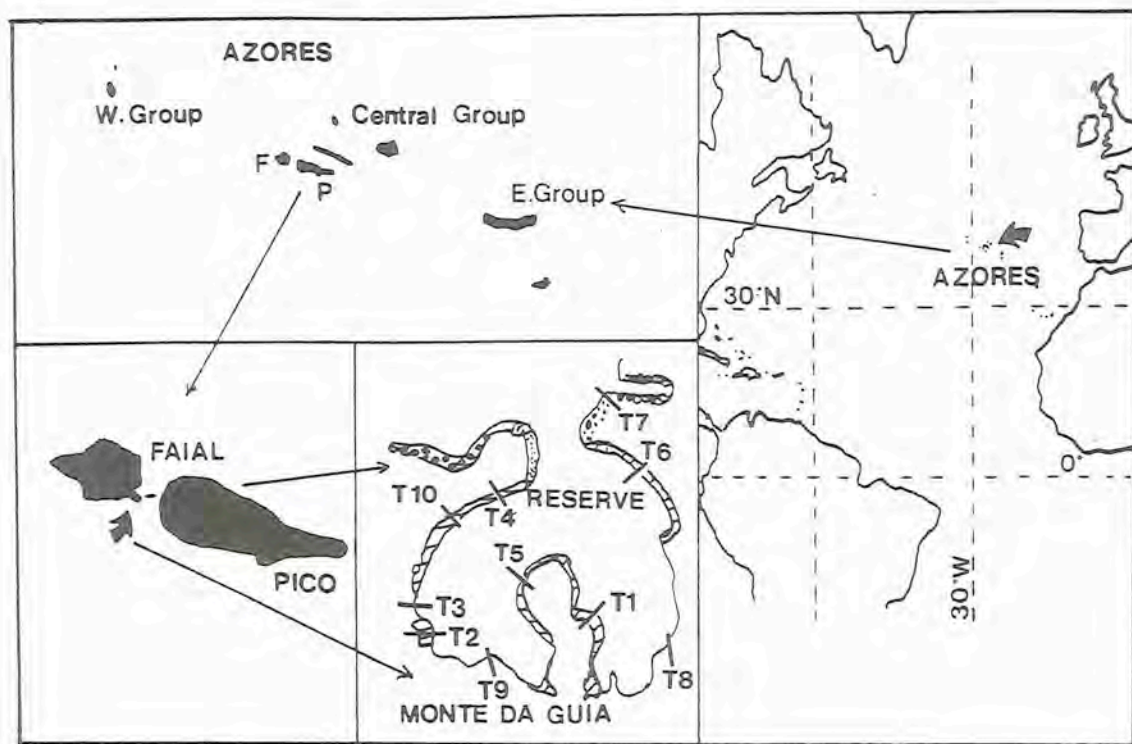 AZORES
W. Group
Central Group
F
P
E. Group
AZORES
30°N
0°
30°W
FAIAL
PICO
T7
T6
RESERVE
T10
T4
T5
T3
T1
T2
T9
T8
MONTE DA GUIA